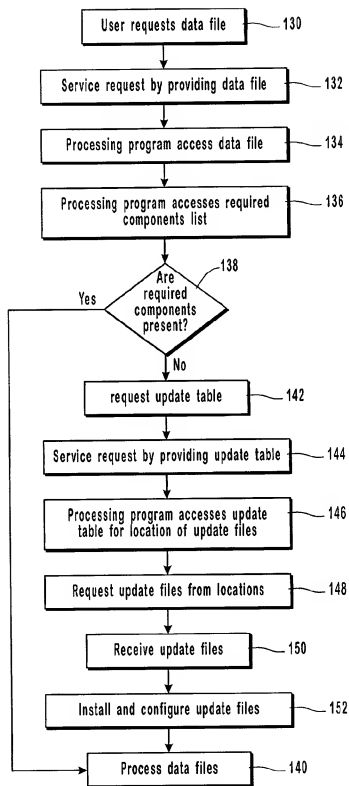 User requests data file
130
Service request by providing data file
132
Processing program access data file
134
Processing program accesses required
components list
136
138
Are
required
components
present?
Yes
No
request update table
142
Service request by providing update table
144
Processing program accesses update
table for location of update files
146
Request update files from locations
148
Receive update files
150
Install and configure update files
152
Process data files
140